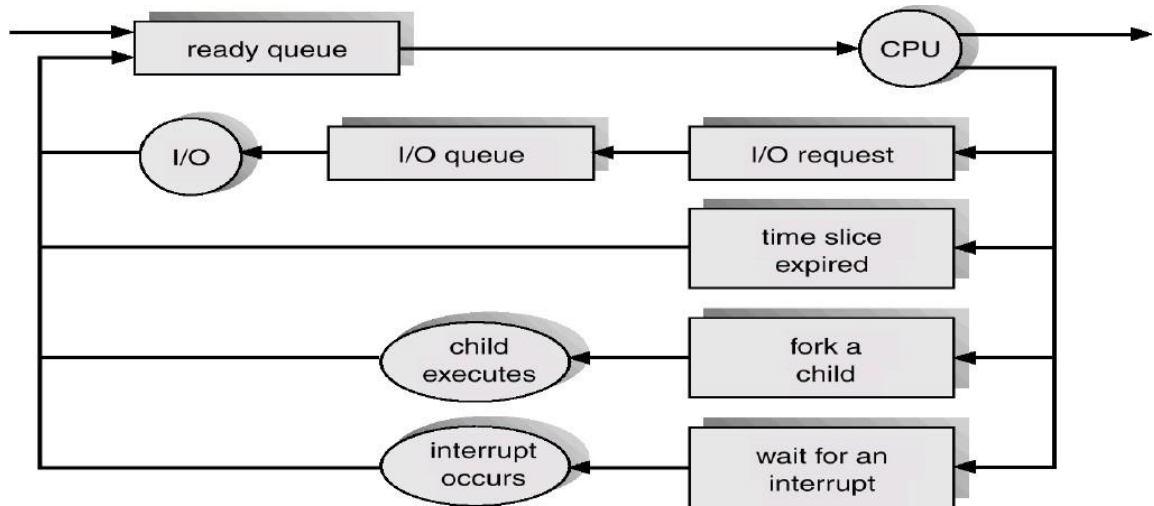 ready queue
CPU
I/O
I/O queue
I/O request
time slice
expired
child
executes
fork a
child
interrupt
occurs
wait for an
interrupt